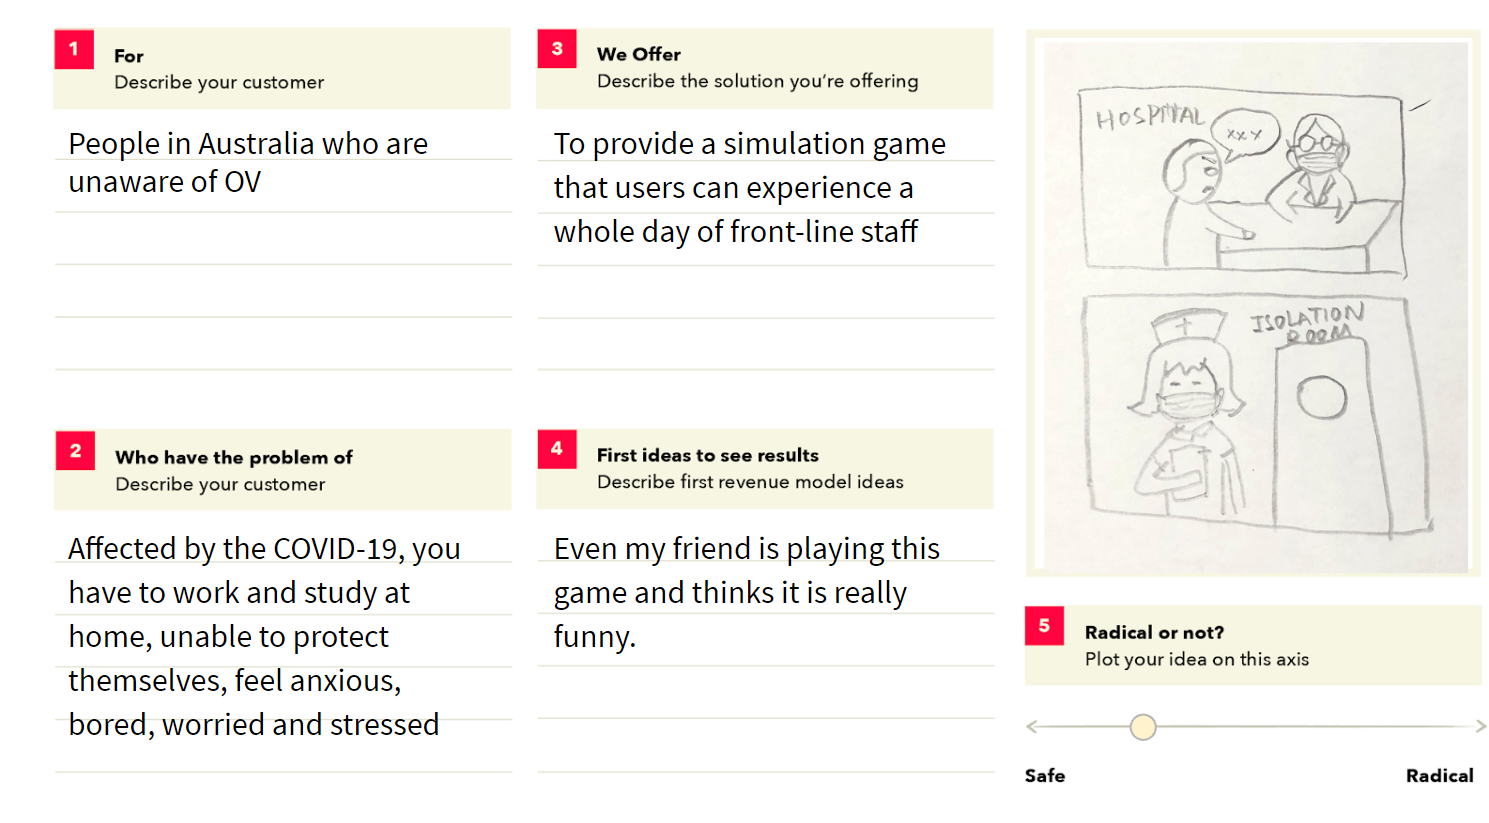 1
For
Describe your customer
People in Australia who are
unaware of OV
2
Who have the problem of
Describe your customer
Affected by the COVID-19, you
have to work and study at
home, unable to protect
themselves, feel anxious,
bored, worried and stressed
3
We Offer
Describe the solution you're offering
To provide a simulation game
that users can experience a
whole day of front-line staff
4
First ideas to see results
Describe first revenue model ideas
Even my friend is playing this
game and thinks it is really
funny.
HOSPITAL
xxx
ISOLATION
ROOM
5
Radical or not?
Plot your idea on this axis
Safe
Radical